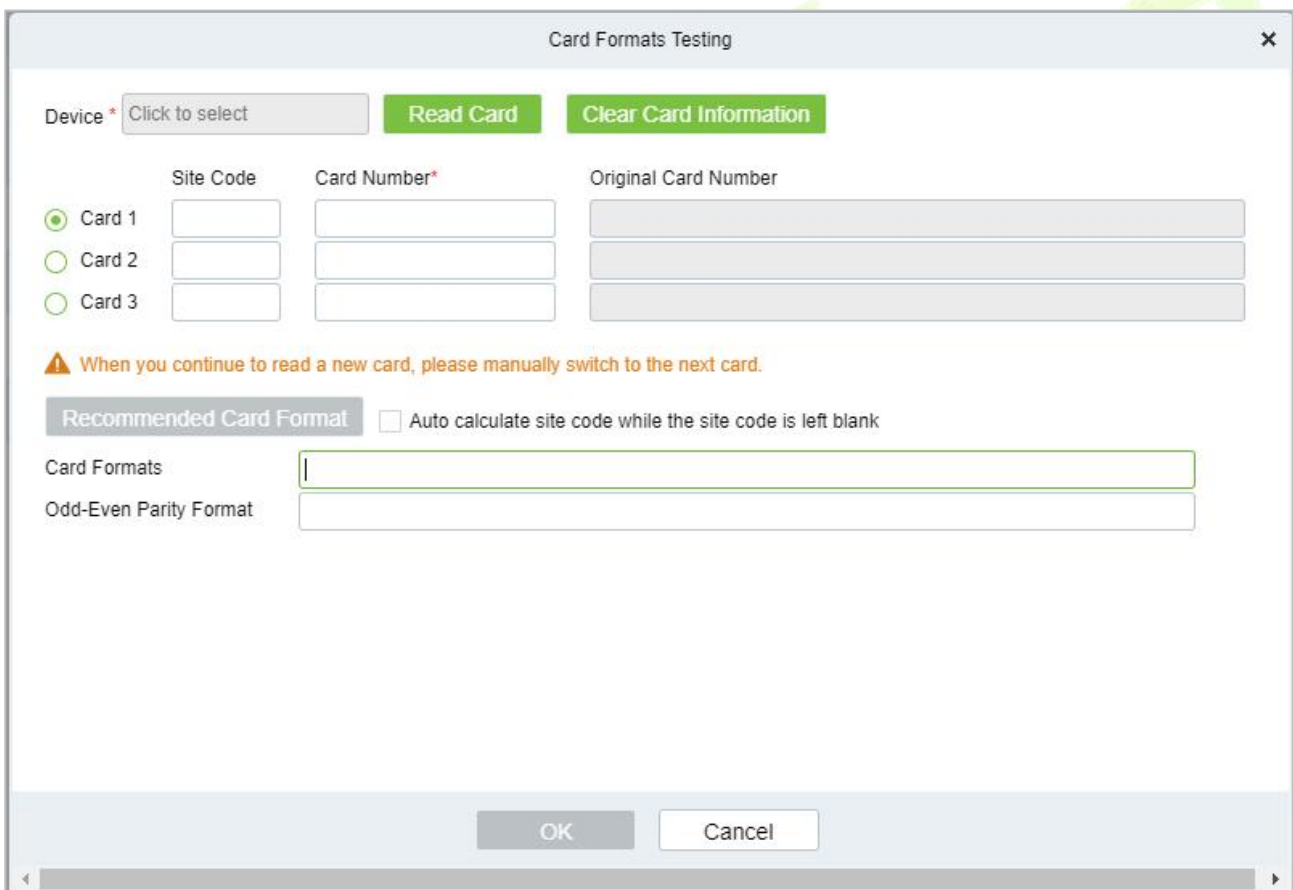 Card Formats Testing
Device * Click to select Read Card Clear Card Information
Site Code Card Number* Original Card Number
Card 1
Card 2
Card 3
When you continue to read a new card, please manually switch to the next card.
Recommended Card Format Auto calculate site code while the site code is left blank
Card Formats
Odd-Even Parity Format
OK Cancel